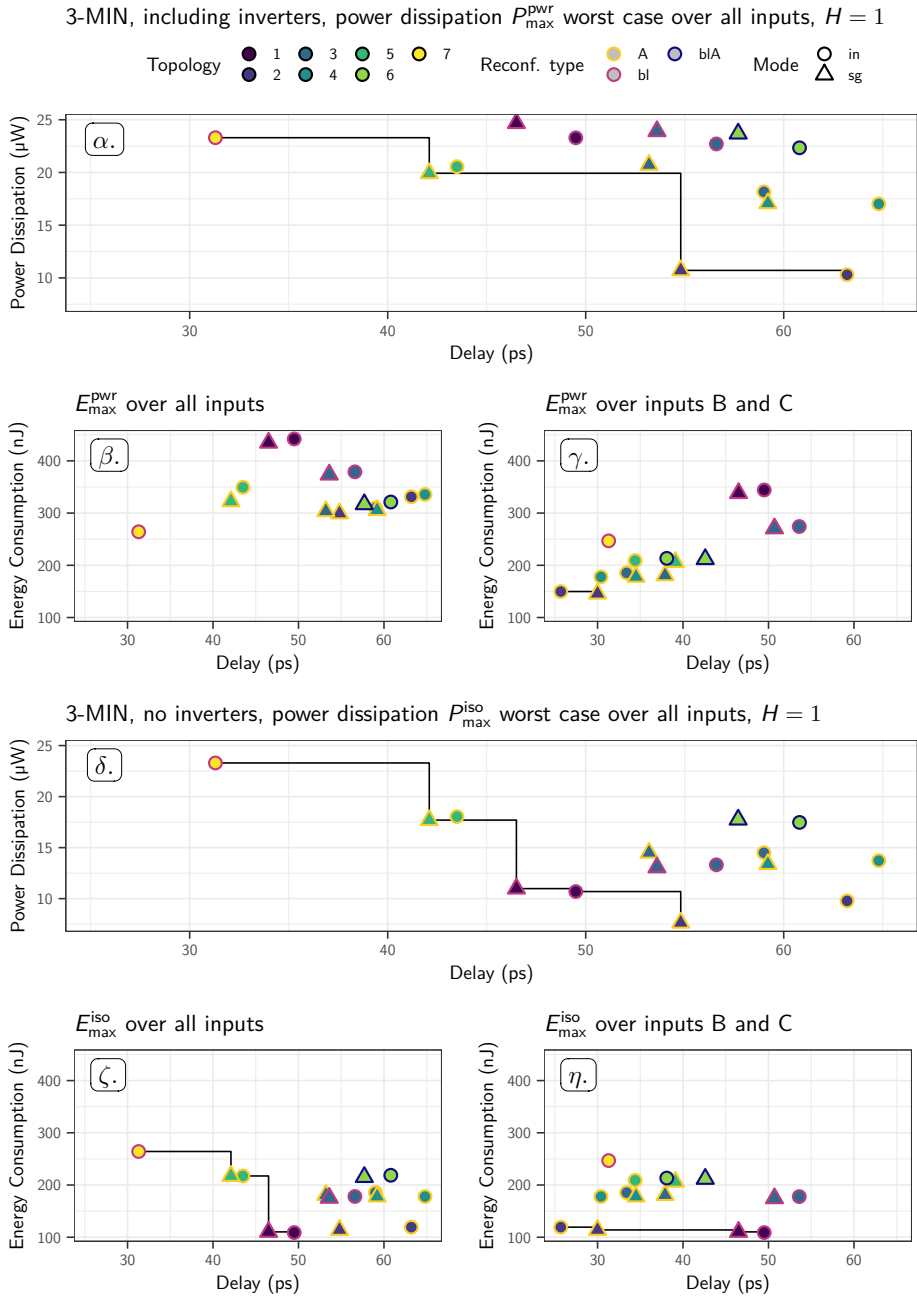 3-MIN, including inverters, power dissipation P_max^pwr worst case over all inputs, H = 1
Topology 1 3 5 7 Reconf. type A blA Mode in
2 4 6 bl sg
Power Dissipation (µW)
α.
25
20
15
10
30 40 50 60
Delay (ps)
E_max^pwr over all inputs
Energy Consumption (nJ)
β.
400
300
200
100
30 40 50 60
Delay (ps)
E_max^pwr over inputs B and C
Energy Consumption (nJ)
γ.
400
300
200
100
30 40 50 60
Delay (ps)
3-MIN, no inverters, power dissipation P_max^iso worst case over all inputs, H = 1
Power Dissipation (µW)
δ.
25
20
15
10
30 40 50 60
Delay (ps)
E_max^iso over all inputs
Energy Consumption (nJ)
ζ.
400
300
200
100
30 40 50 60
Delay (ps)
E_max^iso over inputs B and C
Energy Consumption (nJ)
η.
400
300
200
100
30 40 50 60
Delay (ps)